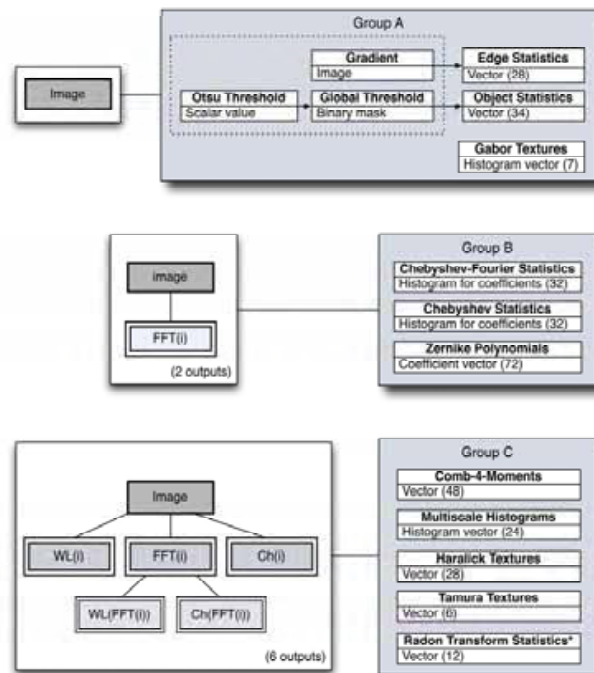 Group A
Gradient
Image
Edge Statistics
Vector (28)
Image
Otsu Threshold
Scalar value
Global Threshold
Binary mask
Object Statistics
Vector (34)
Gabor Textures
Histogram vector (7)
Group B
image
FFT(i)
(2 outputs)
Chebyshev-Fourier Statistics
Histogram for coefficients (32)
Chebyshev Statistics
Histogram for coefficients (32)
Zernike Polynomials
Coefficient vector (72)
Group C
Image
WL(i)
FFT(i)
Ch(i)
WL(FFT(i))
Ch(FFT(i))
(6 outputs)
Comb-4-Moments
Vector (48)
Multiscale Histograms
Histogram vector (24)
Haralick Textures
Vector (28)
Tamura Textures
Vector (6)
Radon Transform Statistics*
Vector (12)